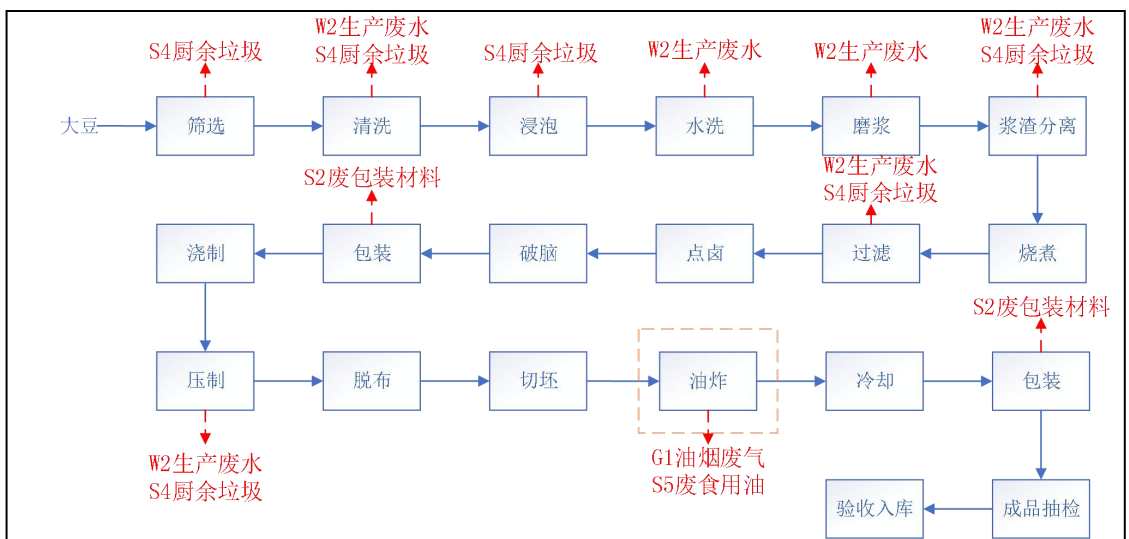 S4厨余垃圾
W2生产废水
S4厨余垃圾
S4厨余垃圾
W2生产废水
W2生产废水
W2生产废水
S4厨余垃圾
大豆
筛选
清洗
浸泡
水洗
磨浆
浆渣分离
S2废包装材料
W2生产废水
S4厨余垃圾
浇制
包装
破脑
点卤
过滤
烧煮
S2废包装材料
压制
脱布
切坯
油炸
冷却
包装
W2生产废水
S4厨余垃圾
G1油烟废气
S5废食用油
验收入库
成品抽检